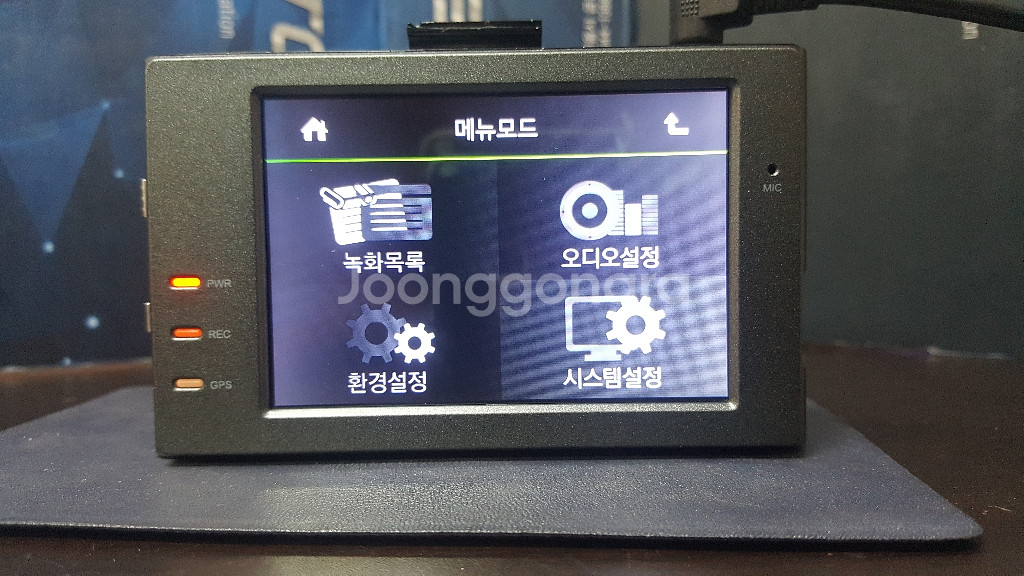 메뉴모드
MIC
녹화목록
오디오설정
Joonggonara
PWR
REC
환경설정
시스템설정
GPS